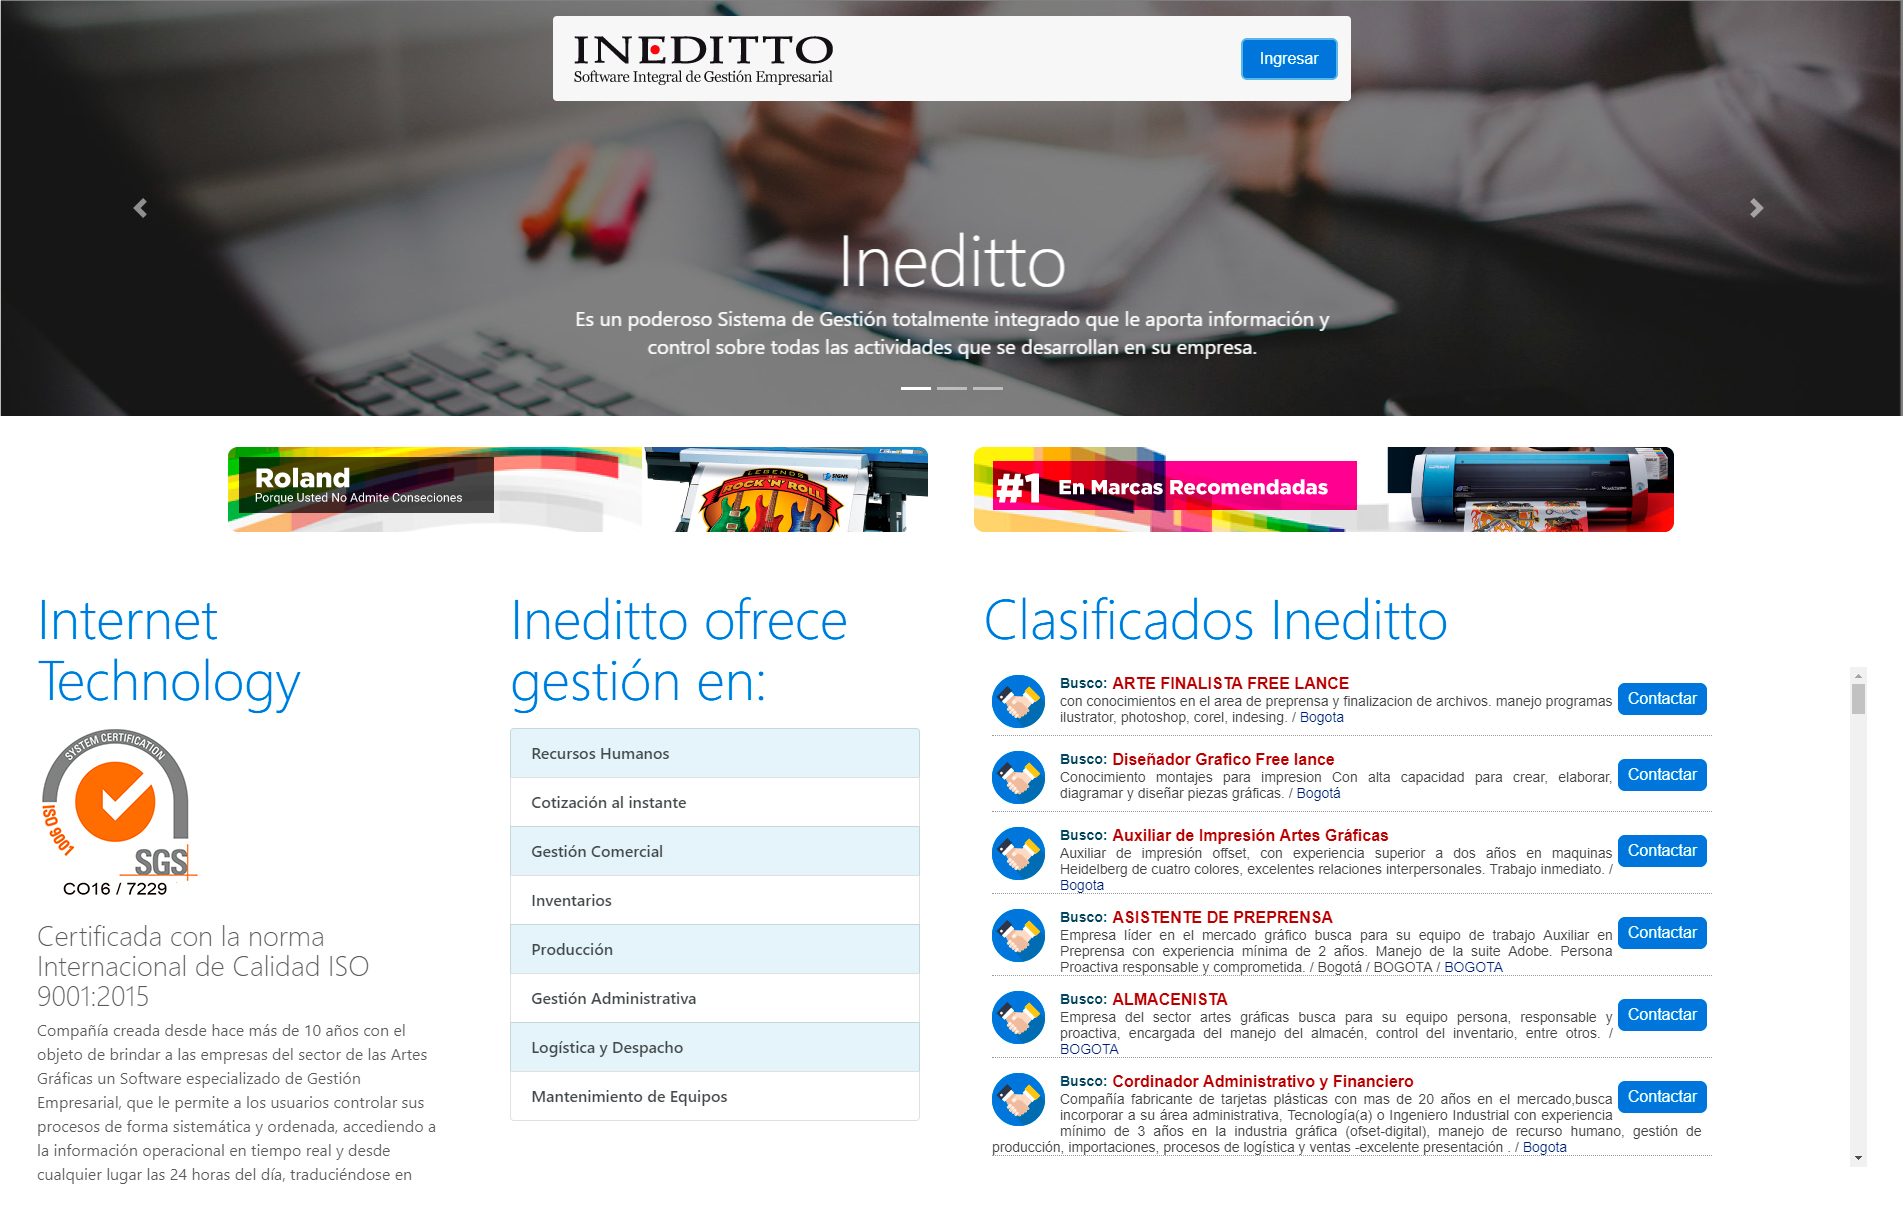 INEDITTO
Software Integral de Gestión Empresarial
Ingresar
Ineditto
Es un poderoso Sistema de Gestión totalmente integrado que le aporta información y
control sobre todas las actividades que se desarrollan en su empresa.
Roland
Porque Usted No Admite Conseciones
LEGENDS
ROCK 'N' ROLL
SIGNS
#1 En Marcas Recomendadas
Internet
Technology
SYSTEM CERTIFICATION
ISO 9001
SGS
CO16 / 7229
Certificada con la norma
Internacional de Calidad ISO
9001:2015
Compañía creada desde hace más de 10 años con el
objeto de brindar a las empresas del sector de las Artes
Gráficas un Software especializado de Gestión
Empresarial, que le permite a los usuarios controlar sus
procesos de forma sistemática y ordenada, accediendo a
la información operacional en tiempo real y desde
cualquier lugar las 24 horas del día, traduciéndose en
Ineditto ofrece
gestión en:
Recursos Humanos
Cotización al instante
Gestión Comercial
Inventarios
Producción
Gestión Administrativa
Logística y Despacho
Mantenimiento de Equipos
Clasificados Ineditto
Busco: ARTE FINALISTA FREE LANCE
con conocimientos en el area de preprensa y finalizacion de archivos. manejo programas
ilustrator, photoshop, corel, indesing. / Bogota
Contactar
Busco: Diseñador Grafico Free lance
Conocimiento montajes para impresion Con alta capacidad para crear, elaborar,
diagramar y diseñar piezas gráficas. / Bogotá
Contactar
Busco: Auxiliar de Impresión Artes Gráficas
Auxiliar de impresión offset, con experiencia superior a dos años en maquinas
Heidelberg de cuatro colores, excelentes relaciones interpersonales. Trabajo inmediato. /
Bogota
Contactar
Busco: ASISTENTE DE PREPRENSA
Empresa líder en el mercado gráfico busca para su equipo de trabajo Auxiliar en
Preprensa con experiencia mínima de 2 años. Manejo de la suite Adobe. Persona
Proactiva responsable y comprometida. / Bogotá / BOGOTA / BOGOTA
Contactar
Busco: ALMACENISTA
Empresa del sector artes gráficas busca para su equipo persona, responsable y
proactiva, encargada del manejo del almacén, control del inventario, entre otros. /
BOGOTA
Contactar
Busco: Cordinador Administrativo y Financiero
Compañía fabricante de tarjetas plásticas con mas de 20 años en el mercado,busca
incorporar a su área administrativa, Tecnología(a) o Ingeniero Industrial con experiencia
mínimo de 3 años en la industria gráfica (ofset-digital), manejo de recurso humano, gestión de
producción, importaciones, procesos de logística y ventas -excelente presentación . / Bogota
Contactar